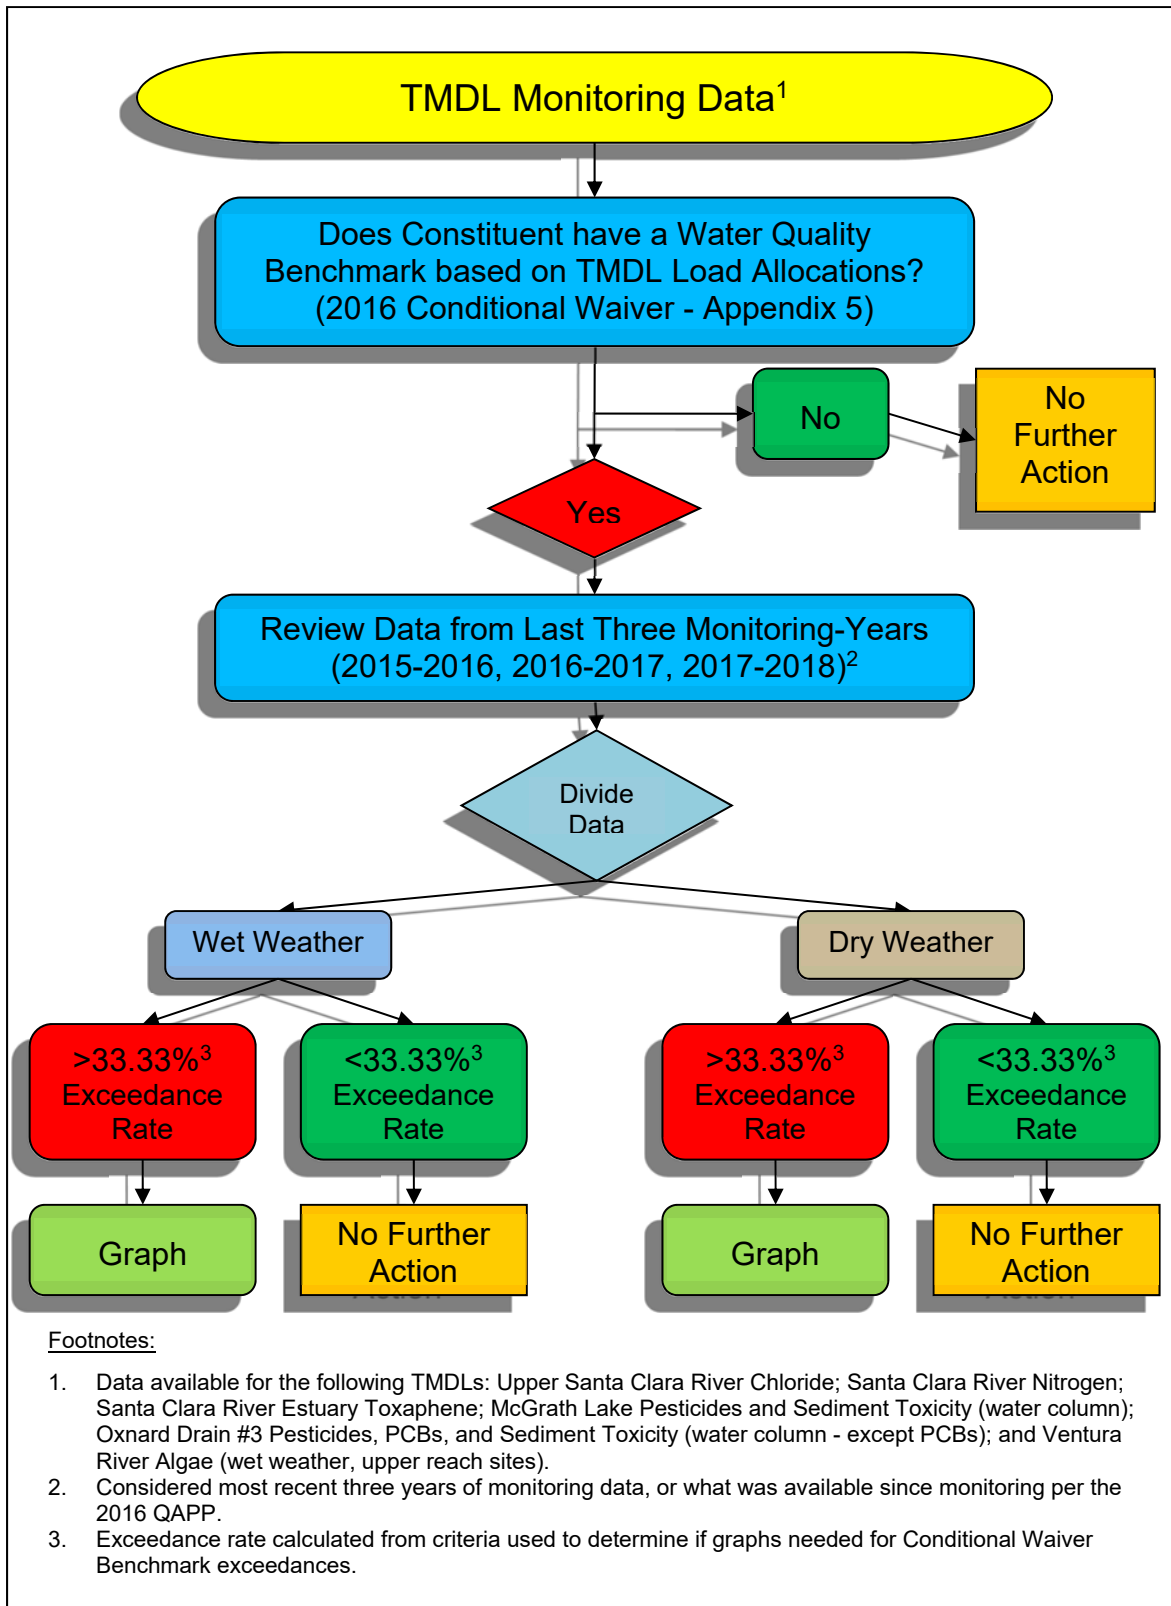 TMDL Monitoring Data¹
Does Constituent have a Water Quality
Benchmark based on TMDL Load Allocations?
(2016 Conditional Waiver - Appendix 5)
No
No
Further
Action
Yes
Review Data from Last Three Monitoring-Years
(2015-2016, 2016-2017, 2017-2018)²
Divide
Data
Wet Weather
Dry Weather
>33.33%³
Exceedance
Rate
<33.33%³
Exceedance
Rate
>33.33%³
Exceedance
Rate
<33.33%³
Exceedance
Rate
Graph
No Further
Action
Graph
No Further
Action
Footnotes:
1. Data available for the following TMDLs: Upper Santa Clara River Chloride; Santa Clara River Nitrogen;
Santa Clara River Estuary Toxaphene; McGrath Lake Pesticides and Sediment Toxicity (water column);
Oxnard Drain #3 Pesticides, PCBs, and Sediment Toxicity (water column - except PCBs); and Ventura
River Algae (wet weather, upper reach sites).
2. Considered most recent three years of monitoring data, or what was available since monitoring per the
2016 QAPP.
3. Exceedance rate calculated from criteria used to determine if graphs needed for Conditional Waiver
Benchmark exceedances.